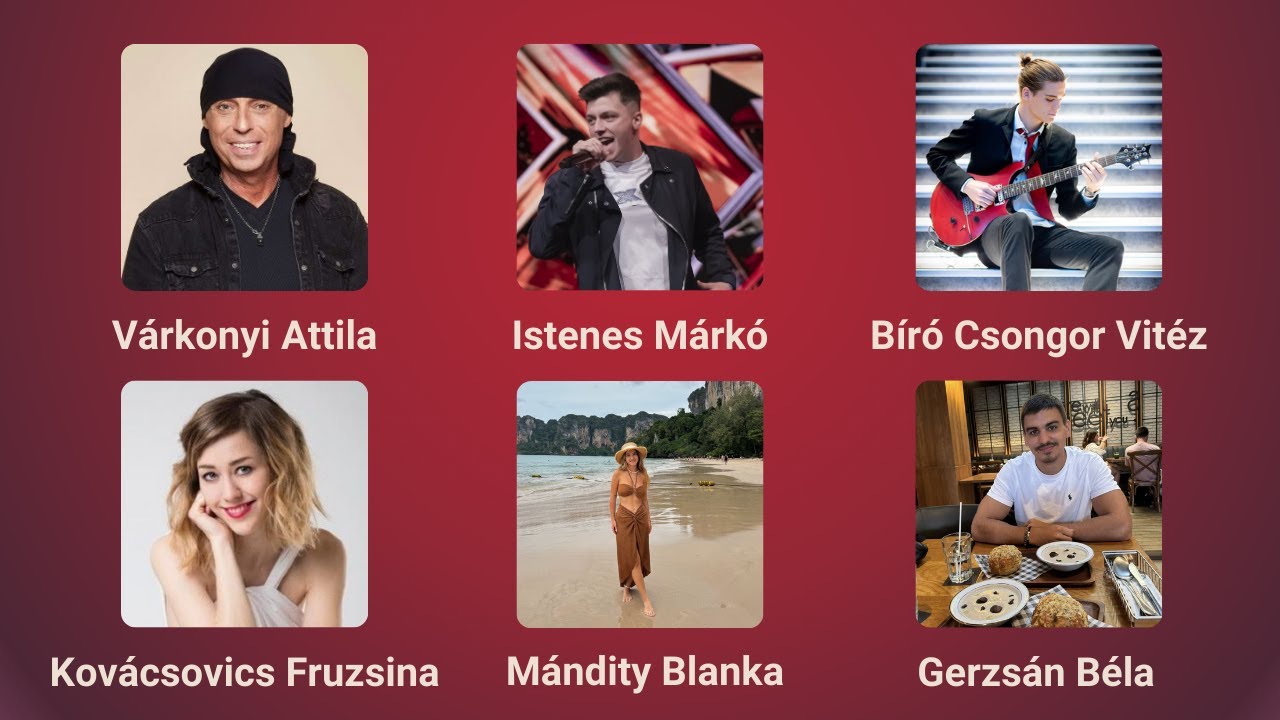 Várkonyi Attila
Istenes Márkó
Bíró Csongor Vitéz
Kovácsovics Fruzsina
Mándity Blanka
Gerzsán Béla